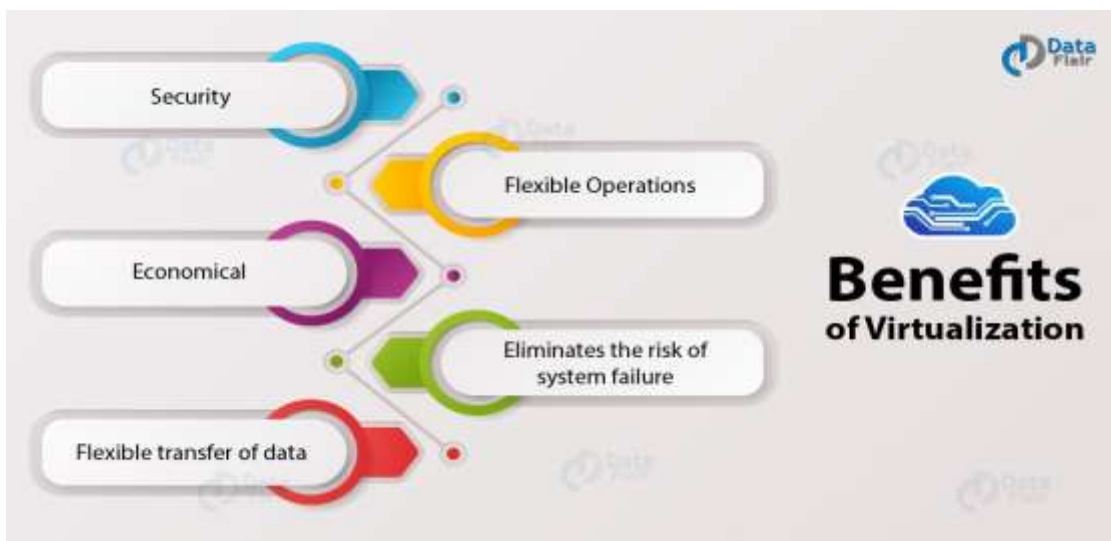 Data
Flair
Security
Flexible Operations
Economical
Eliminates the risk of
system failure
Flexible transfer of data
Benefits
of Virtualization